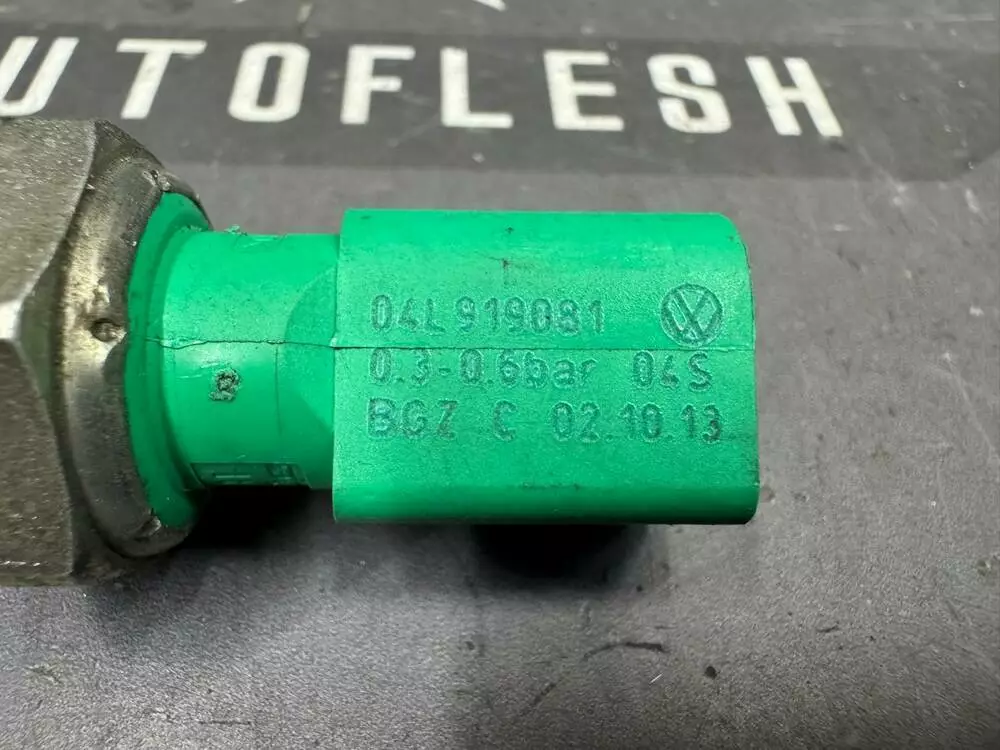 UTOFLESH
04L 919081
0.3-0.6bar 04S
BGZ C 02.10.13